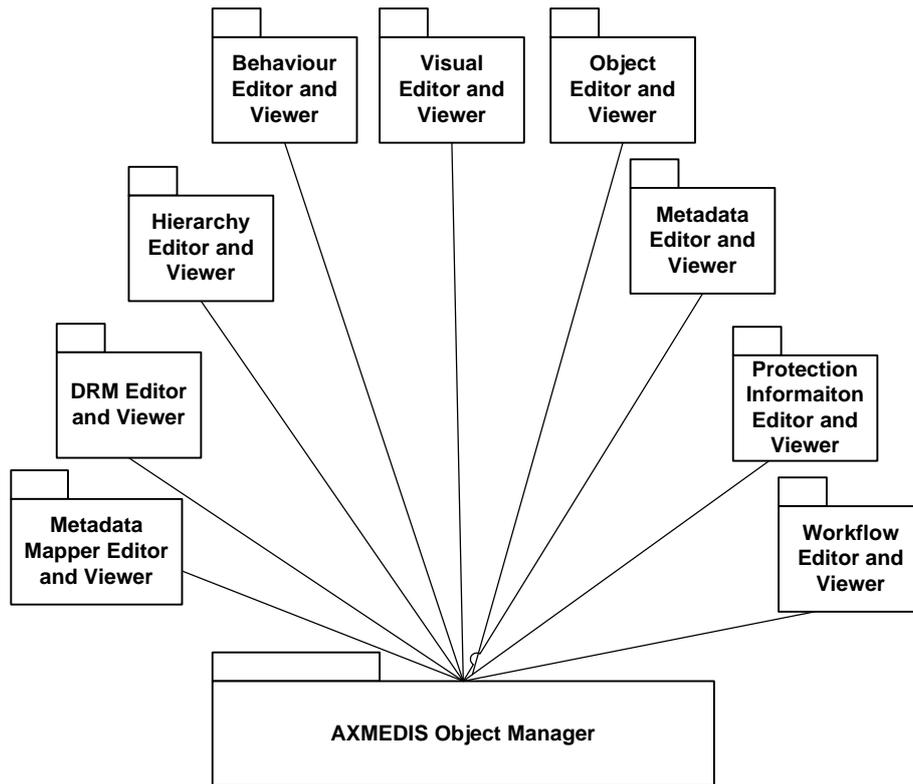 Behaviour
Editor and
Viewer
Visual
Editor and
Viewer
Object
Editor and
Viewer
Hierarchy
Editor and
Viewer
Metadata
Editor and
Viewer
DRM Editor
and Viewer
Protection
Informaiton
Editor and
Viewer
Metadata
Mapper Editor
and Viewer
Workflow
Editor and
Viewer
AXMEDIS Object Manager